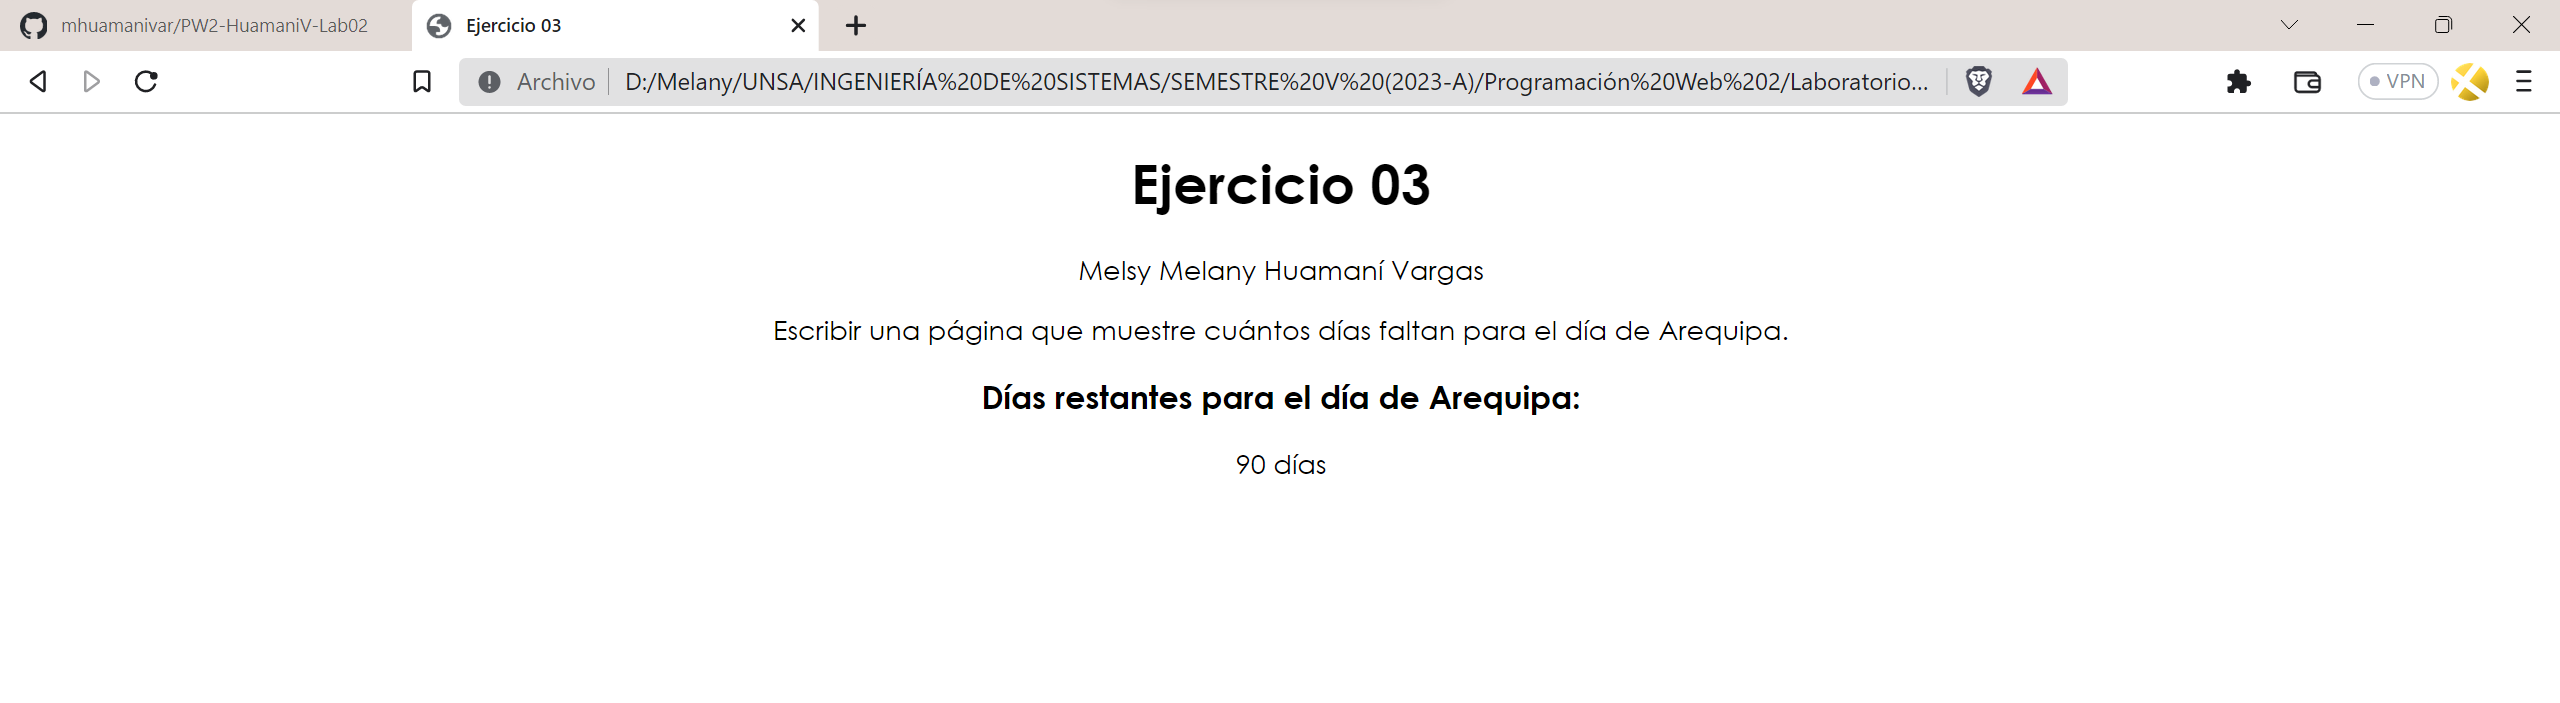 mhuamanivar/PW2-HuamaniV-Lab02
Ejercicio 03
Archivo
D:/Melany/UNSA/INGENIERÍA%20DE%20SISTEMAS/SEMESTRE%20V%20(2023-A)/Programación%20Web%202/Laboratorio...
VPN
Ejercicio 03
Melsy Melany Huamaní Vargas
Escribir una página que muestre cuántos días faltan para el día de Arequipa.
Días restantes para el día de Arequipa:
90 días